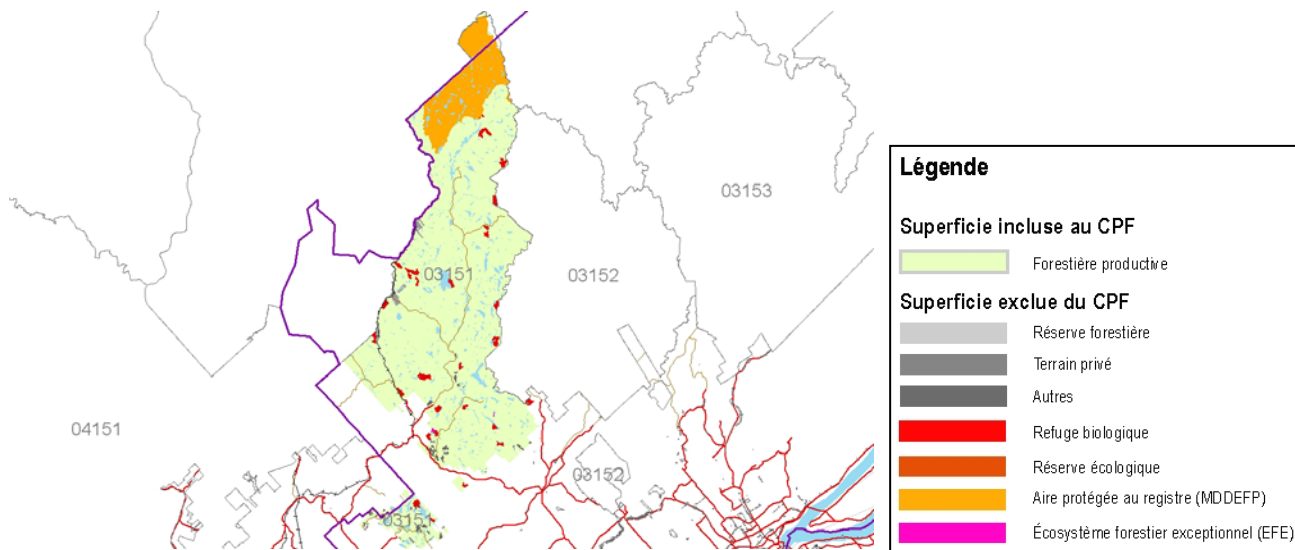 03153
03151
03152
04151
03152
03151
Légende
Superficie incluse au CPF
Forestière productive
Superficie exclue du CPF
Réserve forestière
Terrain privé
Autres
Refuge biologique
Réserve écologique
Aire protégée au registre (MDDEFP)
Écosystème forestier exceptionnel (EFE)